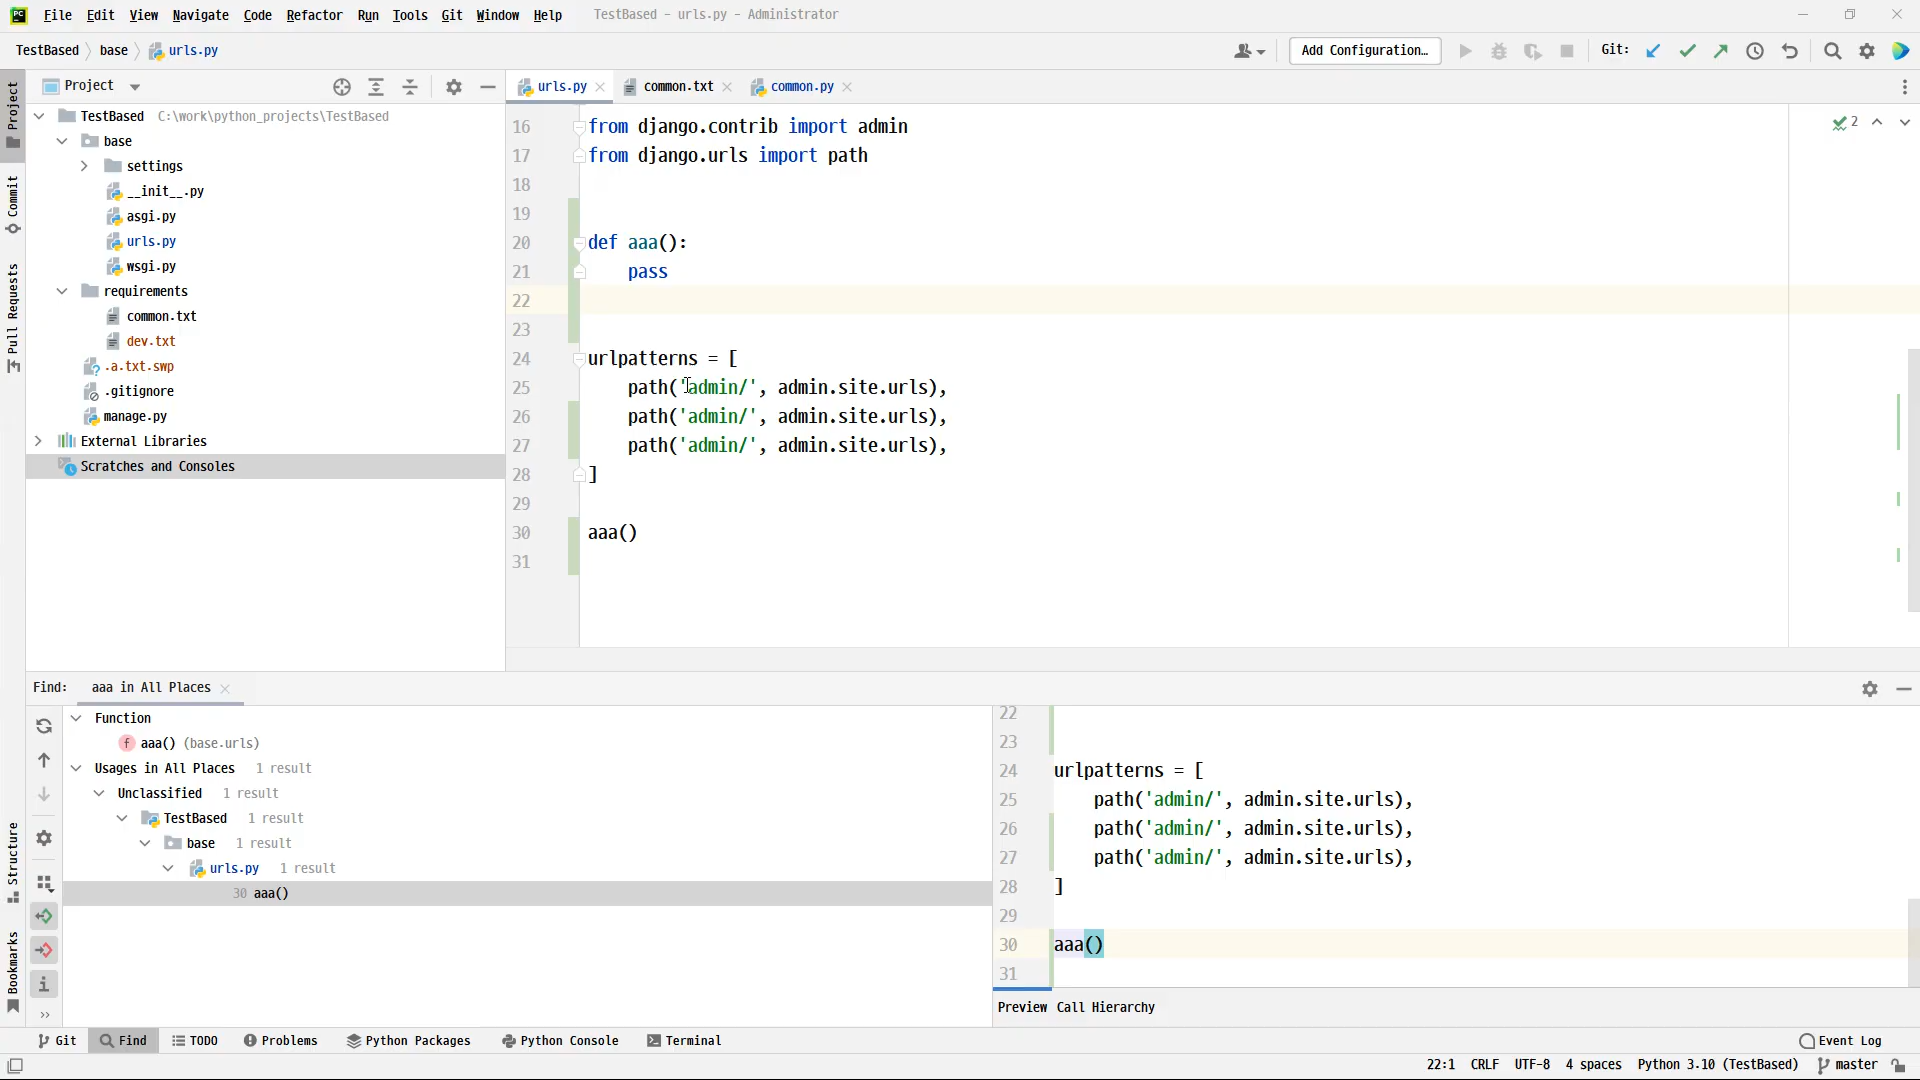 PC File Edit View Navigate Code Refactor Run Tools Git Window Help TestBased - urls.py - Administrator
TestBased base urls.py Add Configuration... Git:
Project
urls.py common.txt common.py
TestBased C:\work\python_projects\TestBased
base
settings
__init__.py
asgi.py
urls.py
wsgi.py
requirements
common.txt
dev.txt
.a.txt.swp
.gitignore
manage.py
External Libraries
Scratches and Consoles
Project
Commit
Pull Requests
Structure
Bookmarks
2
16 from django.contrib import admin
17 from django.urls import path
18
19
20 def aaa():
21 pass
22
23
24 urlpatterns = [
25 path('admin/', admin.site.urls),
26 path('admin/', admin.site.urls),
27 path('admin/', admin.site.urls),
28 ]
29
30 aaa()
31
Find: aaa in All Places
Function
f aaa() (base.urls)
Usages in All Places 1 result
Unclassified 1 result
TestBased 1 result
base 1 result
urls.py 1 result
30 aaa()
22
23
24 urlpatterns = [
25 path('admin/', admin.site.urls),
26 path('admin/', admin.site.urls),
27 path('admin/', admin.site.urls),
28 ]
29
30 aaa()
31
Preview Call Hierarchy
Git Find TODO Problems Python Packages Python Console Terminal Event Log
22:1 CRLF UTF-8 4 spaces Python 3.10 (TestBased) master